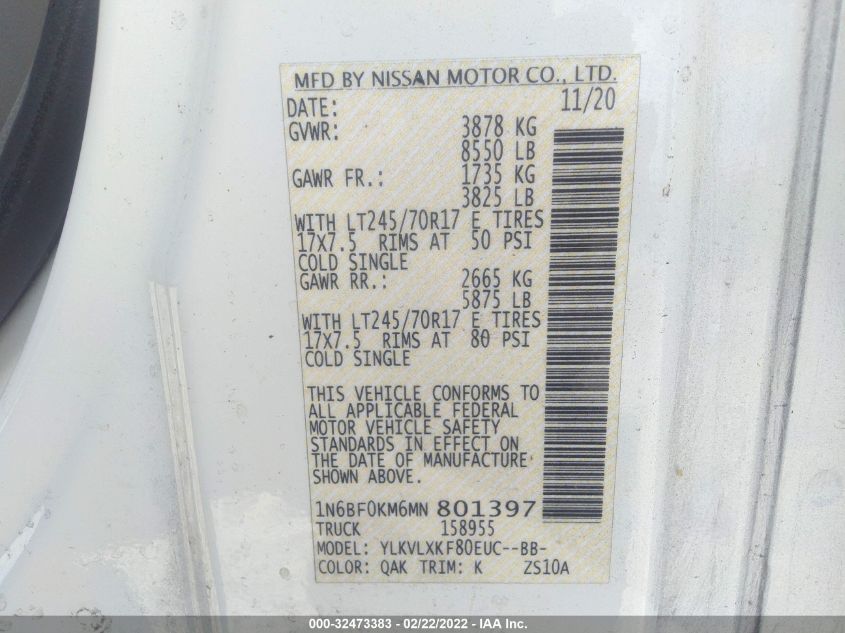 MFD BY NISSAN MOTOR CO., LTD.
DATE: 11/20
GVWR: 3878 KG
8550 LB
GAWR FR.: 1735 KG
3825 LB
WITH LT245/70R17 E TIRES
17X7.5 RIMS AT 50 PSI
COLD SINGLE
GAWR RR.: 2665 KG
5875 LB
WITH LT245/70R17 E TIRES
17X7.5 RIMS AT 80 PSI
COLD SINGLE
THIS VEHICLE CONFORMS TO
ALL APPLICABLE FEDERAL
MOTOR VEHICLE SAFETY
STANDARDS IN EFFECT ON
THE DATE OF MANUFACTURE
SHOWN ABOVE.
1N6BF0KM6MN 801397
TRUCK 158955
MODEL: YLKVLXKF80EUC--BB-
COLOR: QAK TRIM: K ZS10A
000-32473383 - 02/22/2022 - IAA Inc.